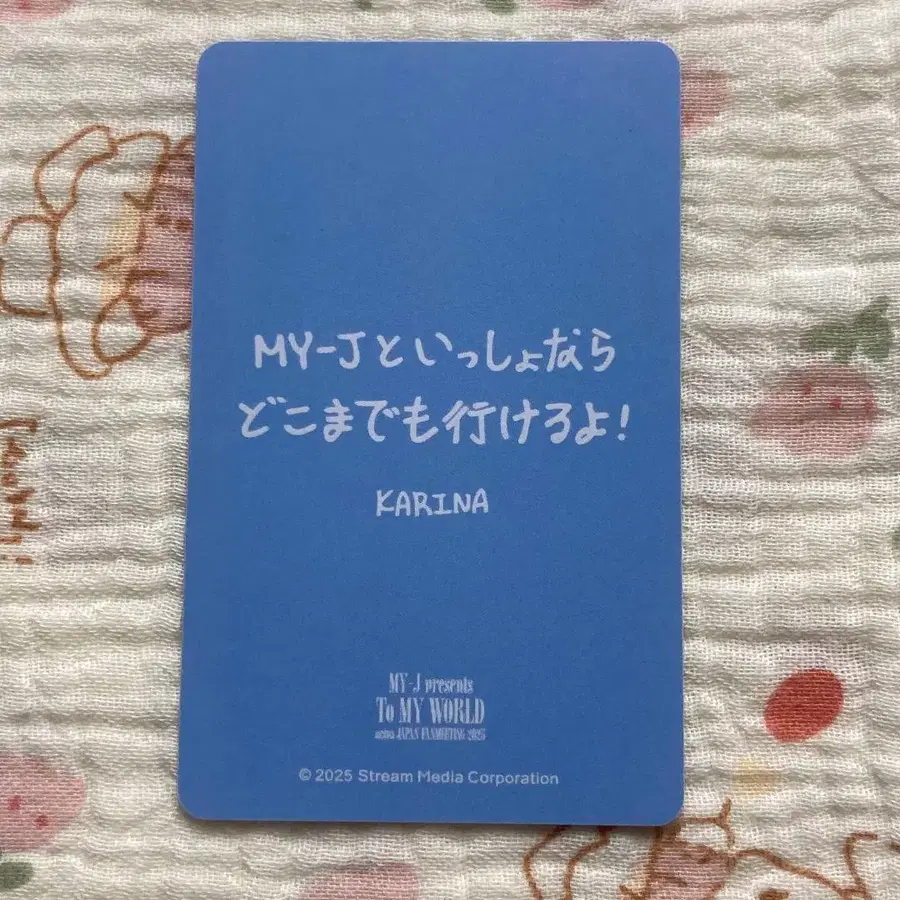 MY-Jといっしょなら
どこまでも行けるよ!
KARINA
MY-J presents
To MY WORLD
aespa JAPAN FANMEETING 2025
© 2025 Stream Media Corporation